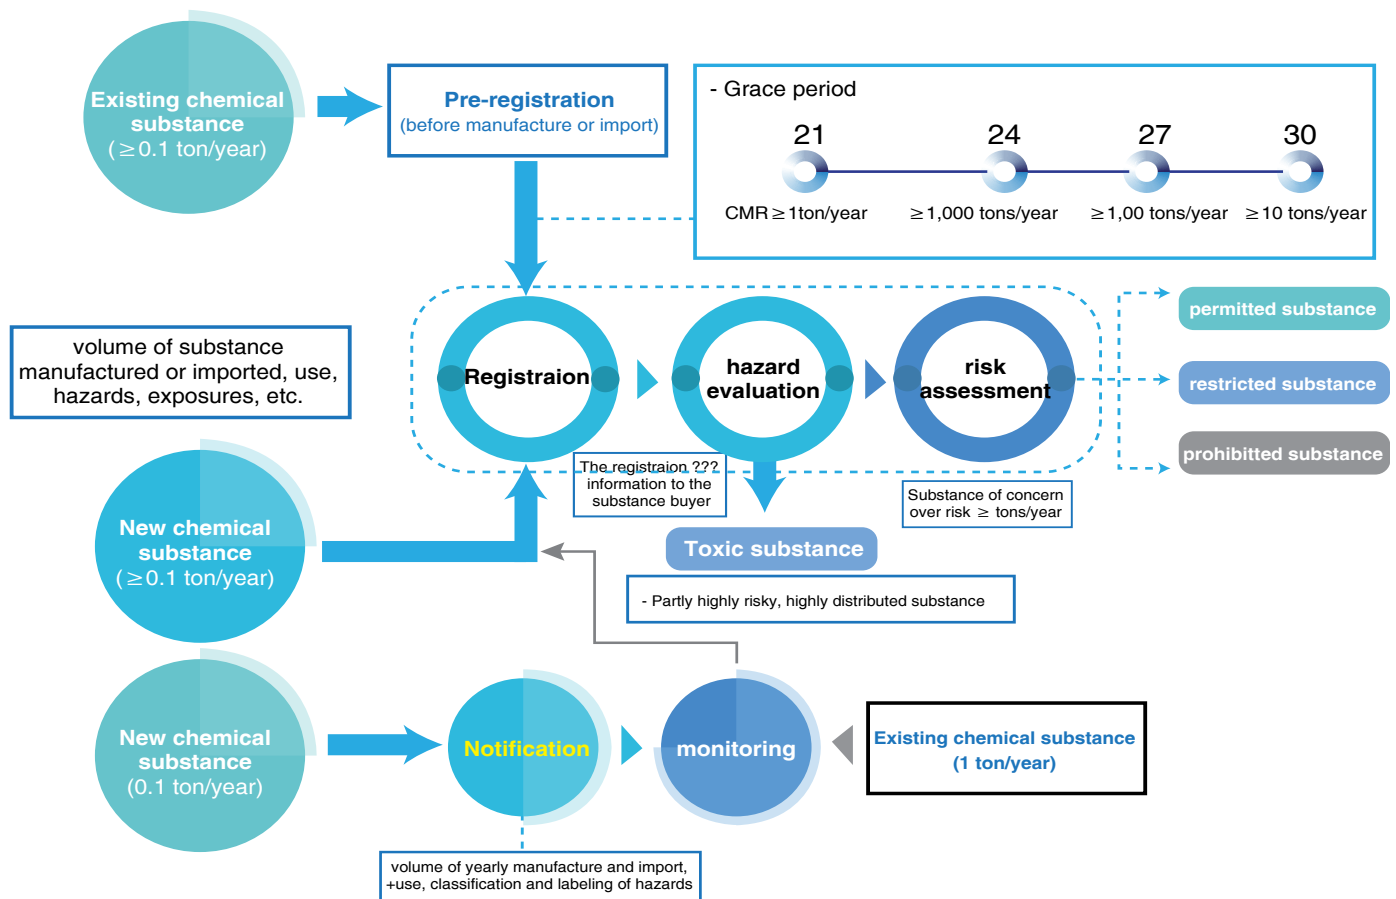 Existing chemical
substance
(≥0.1 ton/year)
Pre-registration
(before manufacture or import)
- Grace period
21
24
27
30
CMR ≥1ton/year
≥1,000 tons/year
≥1,00 tons/year
≥10 tons/year
volume of substance
manufactured or imported, use,
hazards, exposures, etc.
Registraion
hazard
evaluation
risk
assessment
permitted substance
restricted substance
prohibitted substance
The registraion ???
information to the
substance buyer
Substance of concern
over risk ≥ tons/year
New chemical
substance
(≥0.1 ton/year)
Toxic substance
- Partly highly risky, highly distributed substance
New chemical
substance
(0.1 ton/year)
Notification
monitoring
Existing chemical substance
(1 ton/year)
volume of yearly manufacture and import,
+use, classification and labeling of hazards